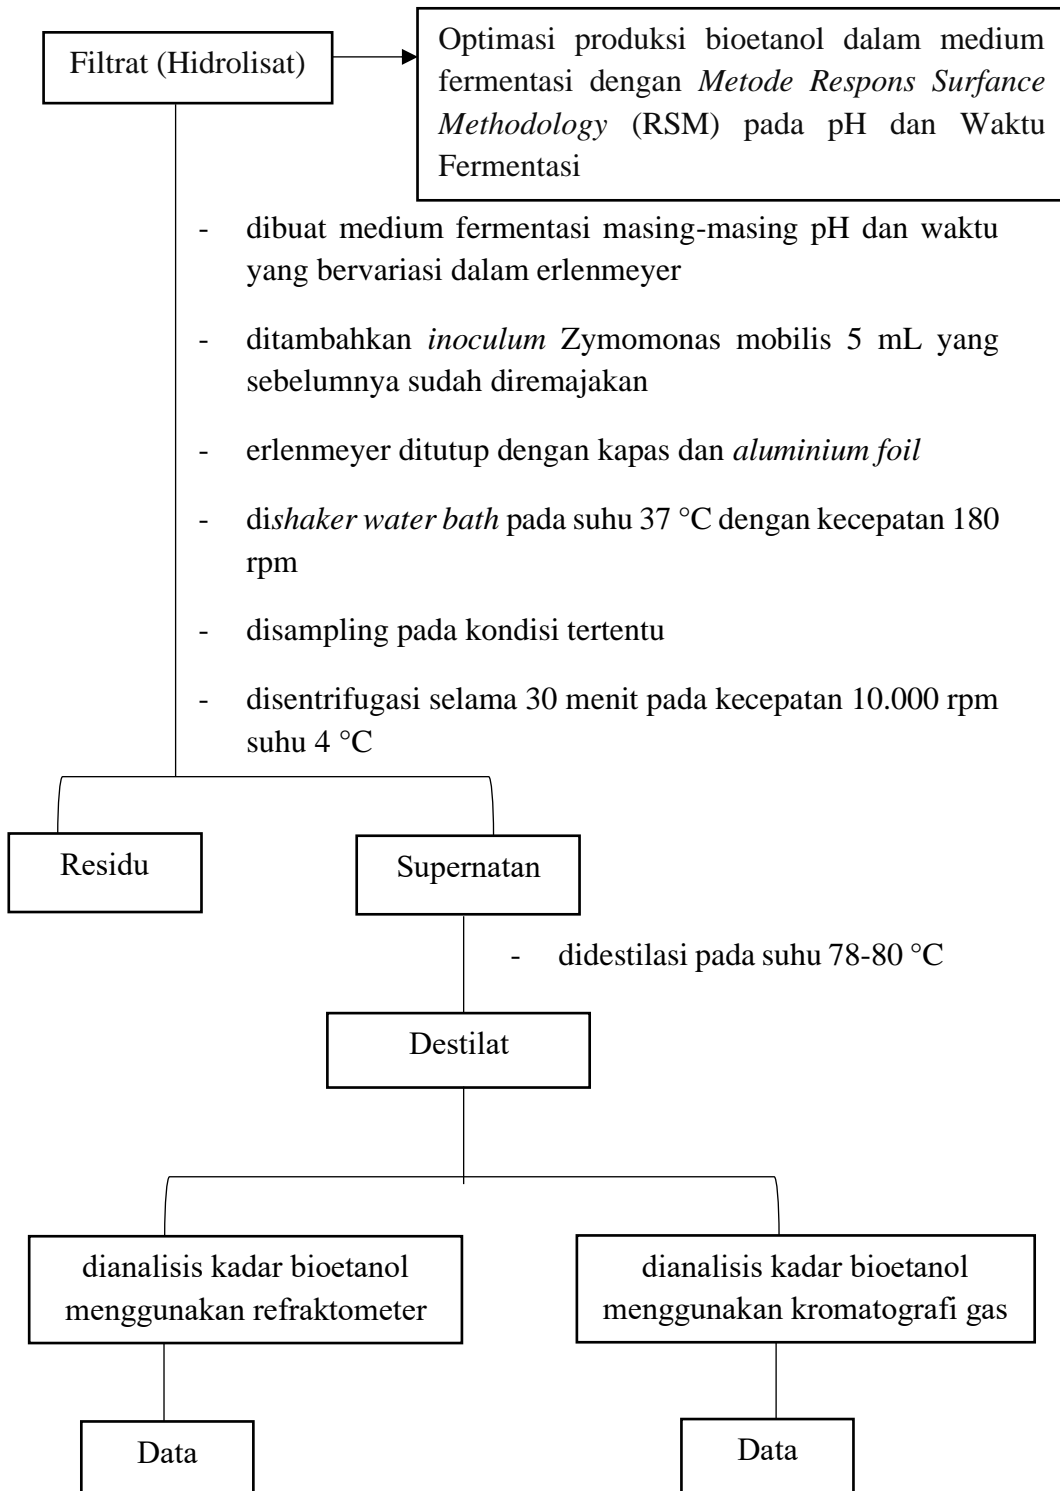 Filtrat (Hidrolisat)
Optimasi produksi bioetanol dalam medium
fermentasi dengan Metode Respons Surfance
Methodology (RSM) pada pH dan Waktu
Fermentasi
- dibuat medium fermentasi masing-masing pH dan waktu
yang bervariasi dalam erlenmeyer
- ditambahkan inoculum Zymomonas mobilis 5 mL yang
sebelumnya sudah diremajakan
- erlenmeyer ditutup dengan kapas dan aluminium foil
- dishaker water bath pada suhu 37 °C dengan kecepatan 180
rpm
- disampling pada kondisi tertentu
- disentrifugasi selama 30 menit pada kecepatan 10.000 rpm
suhu 4 °C
Residu
Supernatan
- didestilasi pada suhu 78-80 °C
Destilat
dianalisis kadar bioetanol
menggunakan refraktometer
dianalisis kadar bioetanol
menggunakan kromatografi gas
Data
Data